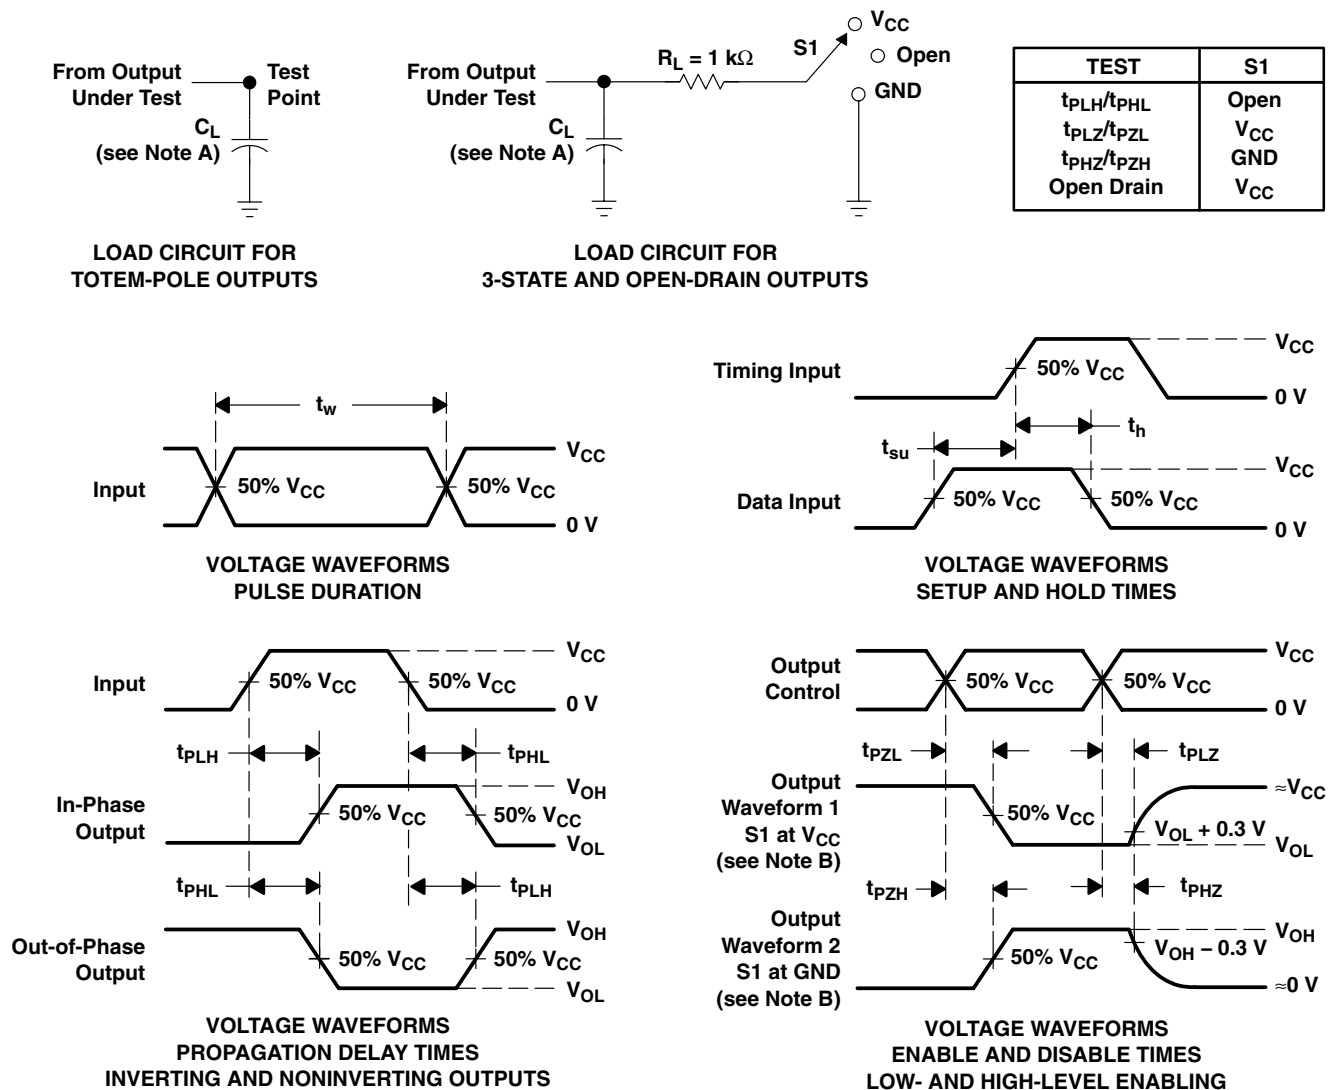 From Output
Under Test
Test
Point
CL
(see Note A)
LOAD CIRCUIT FOR
TOTEM-POLE OUTPUTS
From Output
Under Test
RL = 1 kΩ
S1
VCC
Open
GND
CL
(see Note A)
LOAD CIRCUIT FOR
3-STATE AND OPEN-DRAIN OUTPUTS
TEST S1
tPLH/tPHL Open
tPLZ/tPZL VCC
tPHZ/tPZH GND
Open Drain VCC
tw
Input
50% VCC
50% VCC
VCC
0 V
VOLTAGE WAVEFORMS
PULSE DURATION
Timing Input
50% VCC
VCC
0 V
tsu
th
Data Input
50% VCC
50% VCC
VCC
0 V
VOLTAGE WAVEFORMS
SETUP AND HOLD TIMES
Input
50% VCC
50% VCC
VCC
0 V
tPLH
tPHL
In-Phase
Output
50% VCC
50% VCC
VOH
VOL
tPHL
tPLH
Out-of-Phase
Output
50% VCC
50% VCC
VOH
VOL
VOLTAGE WAVEFORMS
PROPAGATION DELAY TIMES
INVERTING AND NONINVERTING OUTPUTS
Output
Control
50% VCC
50% VCC
VCC
0 V
tPZL
tPLZ
Output
Waveform 1
S1 at VCC
(see Note B)
50% VCC
VOL + 0.3 V
≈VCC
VOL
tPZH
tPHZ
Output
Waveform 2
S1 at GND
(see Note B)
50% VCC
VOH − 0.3 V
VOH
≈0 V
VOLTAGE WAVEFORMS
ENABLE AND DISABLE TIMES
LOW- AND HIGH-LEVEL ENABLING